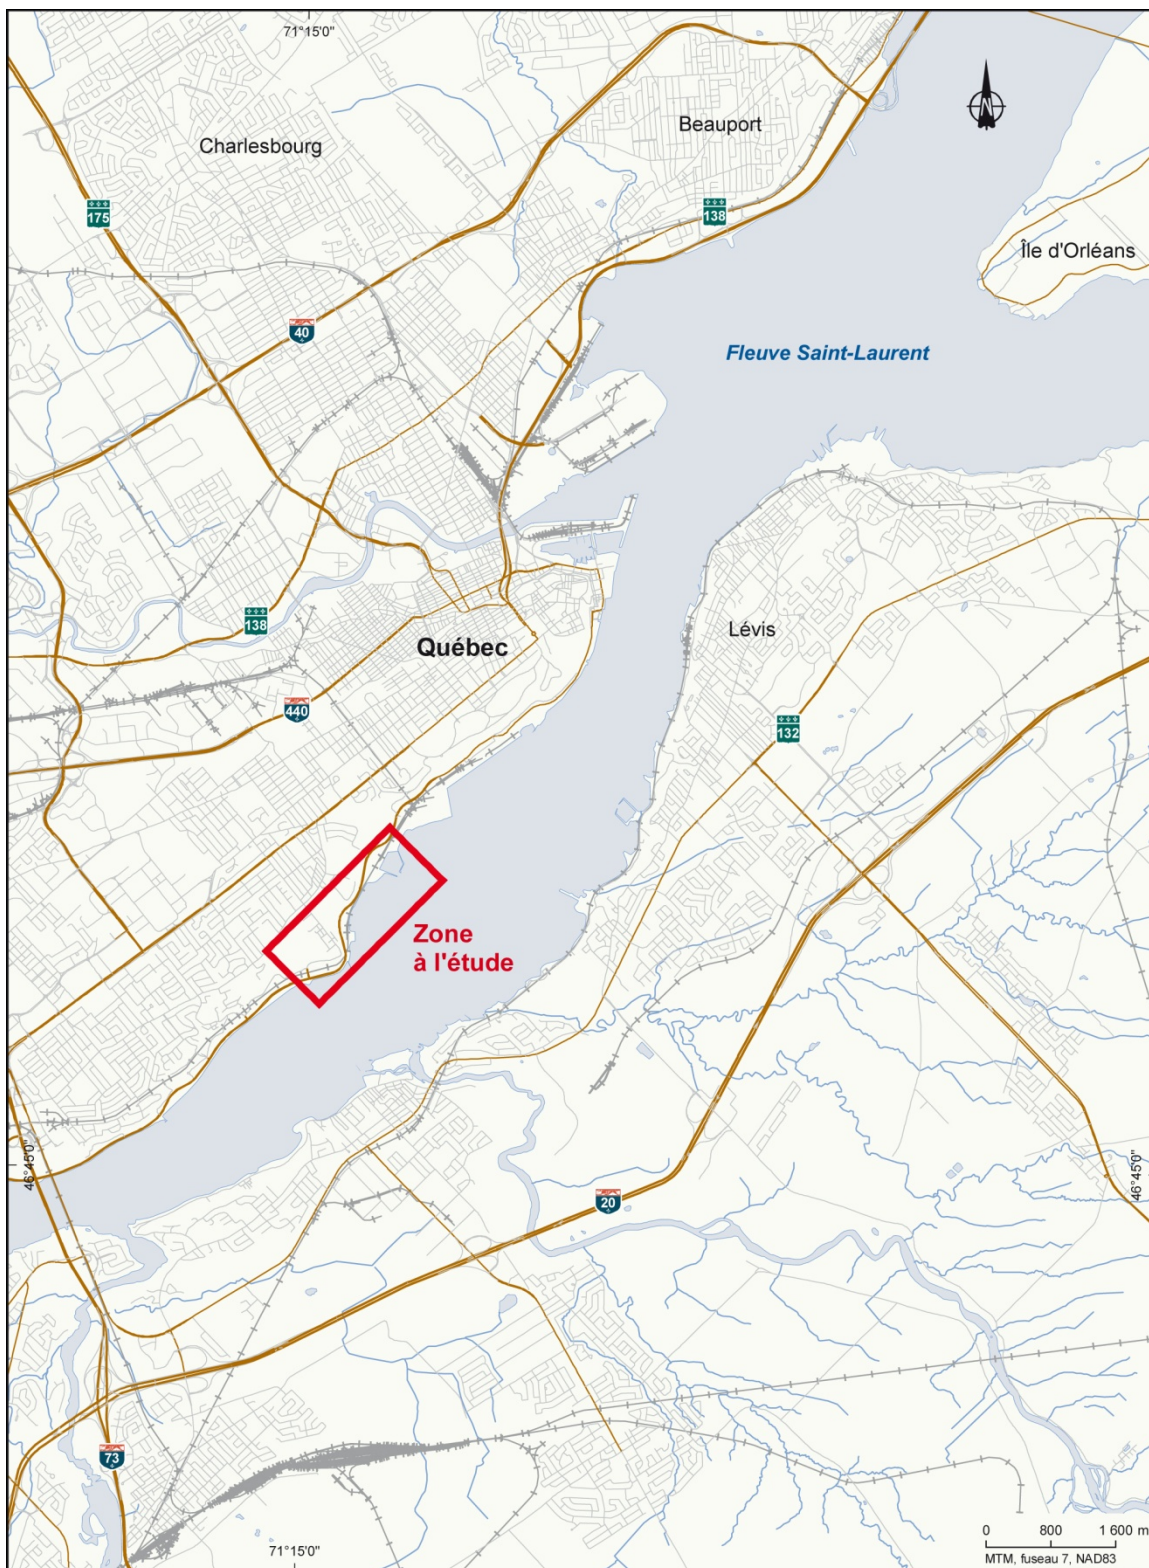 71°15'0"
Beauport
Charlesbourg
N
175
138
Île d'Orléans
40
Fleuve Saint-Laurent
138
Lévis
Québec
440
132
Zone
à l'étude
46°45'0"
46°45'0"
20
73
0 800 1 600 m
71°15'0"
MTM, fuseau 7, NAD83